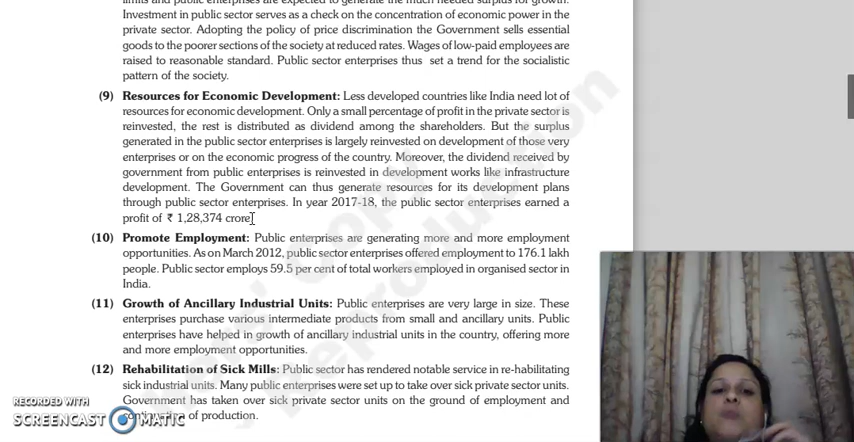 limits and public enterprises are expected to generate the much needed surplus for growth.
Investment in public sector serves as a check on the concentration of economic power in the
private sector. Adopting the policy of price discrimination the Government sells essential
goods to the poorer sections of the society at reduced rates. Wages of low-paid employees are
raised to reasonable standard. Public sector enterprises thus set a trend for the socialistic
pattern of the society.
(9) Resources for Economic Development: Less developed countries like India need lot of
resources for economic development. Only a small percentage of profit in the private sector is
reinvested, the rest is distributed as dividend among the shareholders. But the surplus
generated in the public sector enterprises is largely reinvested on development of those very
enterprises or on the economic progress of the country. Moreover, the dividend received by
government from public enterprises is reinvested in development works like infrastructure
development. The Government can thus generate resources for its development plans
through public sector enterprises. In year 2017-18, the public sector enterprises earned a
profit of ₹ 1,28,374 crore
(10) Promote Employment: Public enterprises are generating more and more employment
opportunities. As on March 2012, public sector enterprises offered employment to 176.1 lakh
people. Public sector employs 59.5 per cent of total workers employed in organised sector in
India.
(11) Growth of Ancillary Industrial Units: Public enterprises are very large in size. These
enterprises purchase various intermediate products from small and ancillary units. Public
enterprises have helped in growth of ancillary industrial units in the country, offering more
and more employment opportunities.
(12) Rehabilitation of Sick Mills: Public sector has rendered notable service in re-habilitating
sick industrial units. Many public enterprises were set up to take over sick private sector units.
Government has taken over sick private sector units on the ground of employment and
of production.
RECORDED WITH
SCREENCAST MATIC